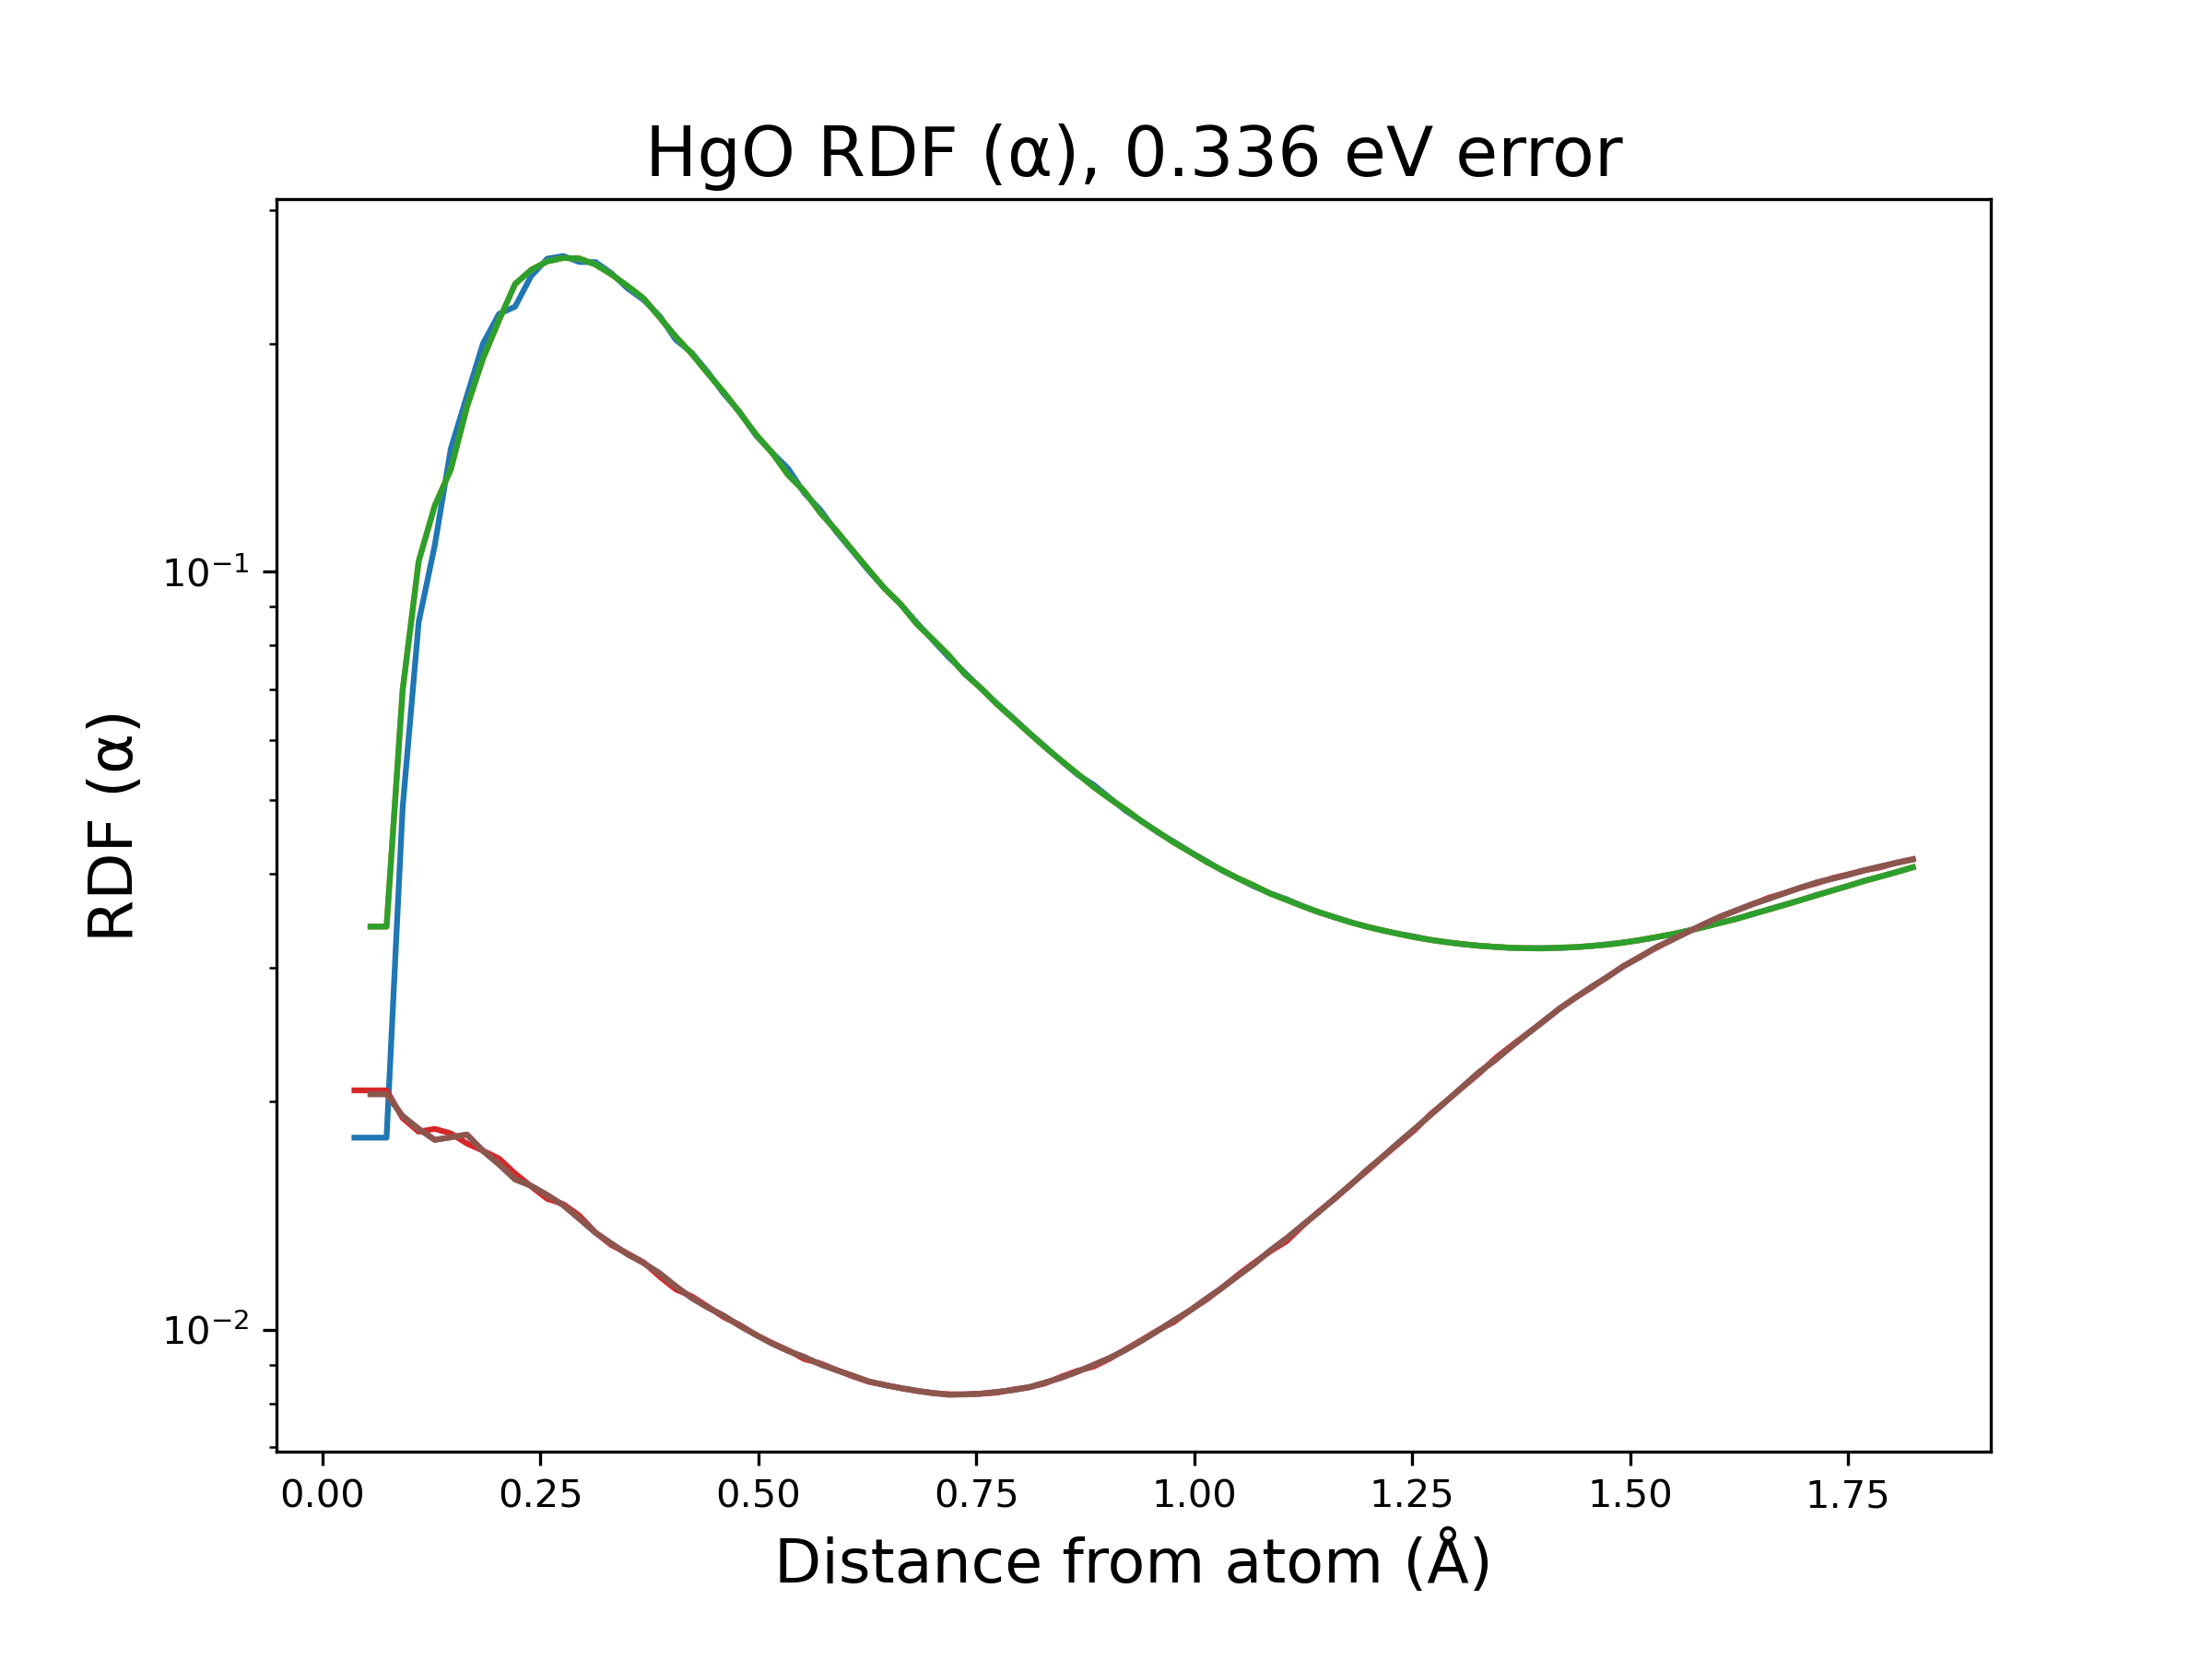 HgO RDF (α), 0.336 eV error
RDF (α)
10⁻¹
10⁻²
0.00 0.25 0.50 0.75 1.00 1.25 1.50 1.75
Distance from atom (Å)